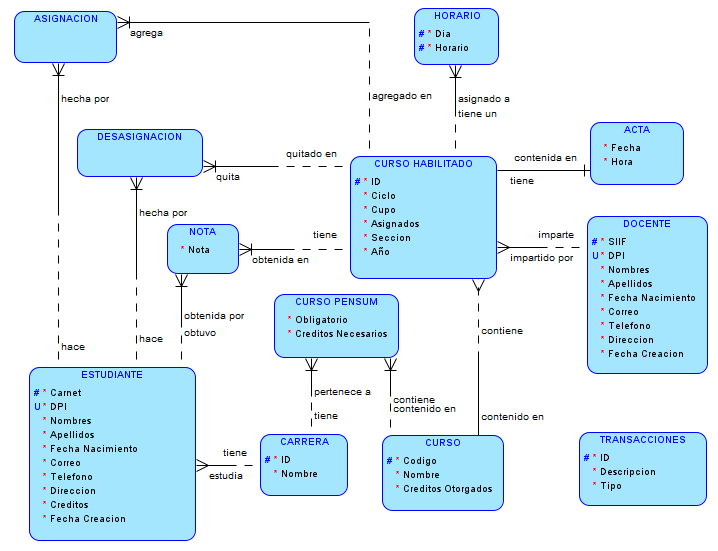 ASIGNACION
agrega
HORARIO
# * Dia
# * Horario
hecha por
agregado en
asignado a
tiene un
DESASIGNACION
quitado en
quita
CURSO HABILITADO
# * ID
* Ciclo
* Cupo
* Asignados
* Seccion
* Año
contenida en
tiene
ACTA
* Fecha
* Hora
hecha por
NOTA
* Nota
tiene
obtenida en
imparte
impartido por
DOCENTE
# * SIIF
U * DPI
* Nombres
* Apellidos
* Fecha Nacimiento
* Correo
* Telefono
* Direccion
* Fecha Creacion
obtenida por
obtuvo
CURSO PENSUM
* Obligatorio
* Creditos Necesarios
contiene
hace
hace
ESTUDIANTE
# * Carnet
U * DPI
* Nombres
* Apellidos
* Fecha Nacimiento
* Correo
* Telefono
* Direccion
* Creditos
* Fecha Creacion
pertenece a
tiene
contiene
contenido en
contenido en
tiene
estudia
CARRERA
# * ID
* Nombre
CURSO
# * Codigo
* Nombre
* Creditos Otorgados
TRANSACCIONES
# * ID
* Descripcion
* Tipo